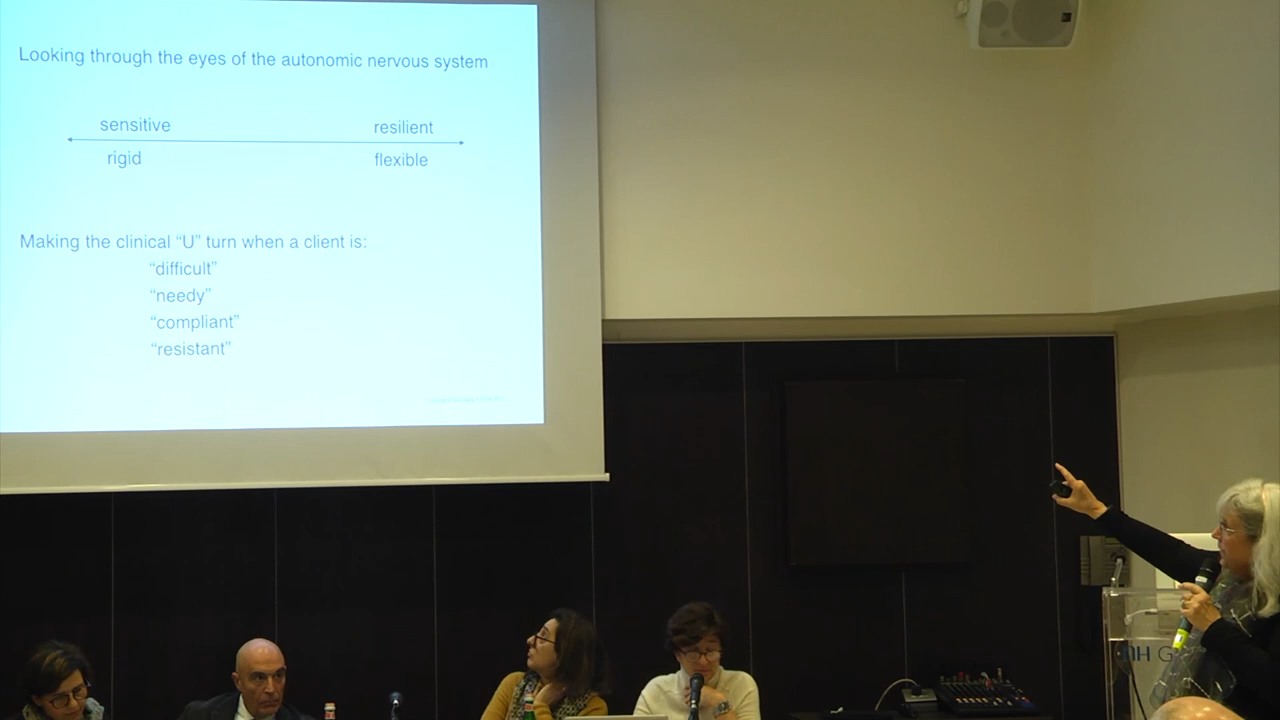 Looking through the eyes of the autonomic nervous system
sensitive
resilient
rigid
flexible
Making the clinical “U” turn when a client is:
“difficult”
“needy”
“compliant”
“resistant”
NH G